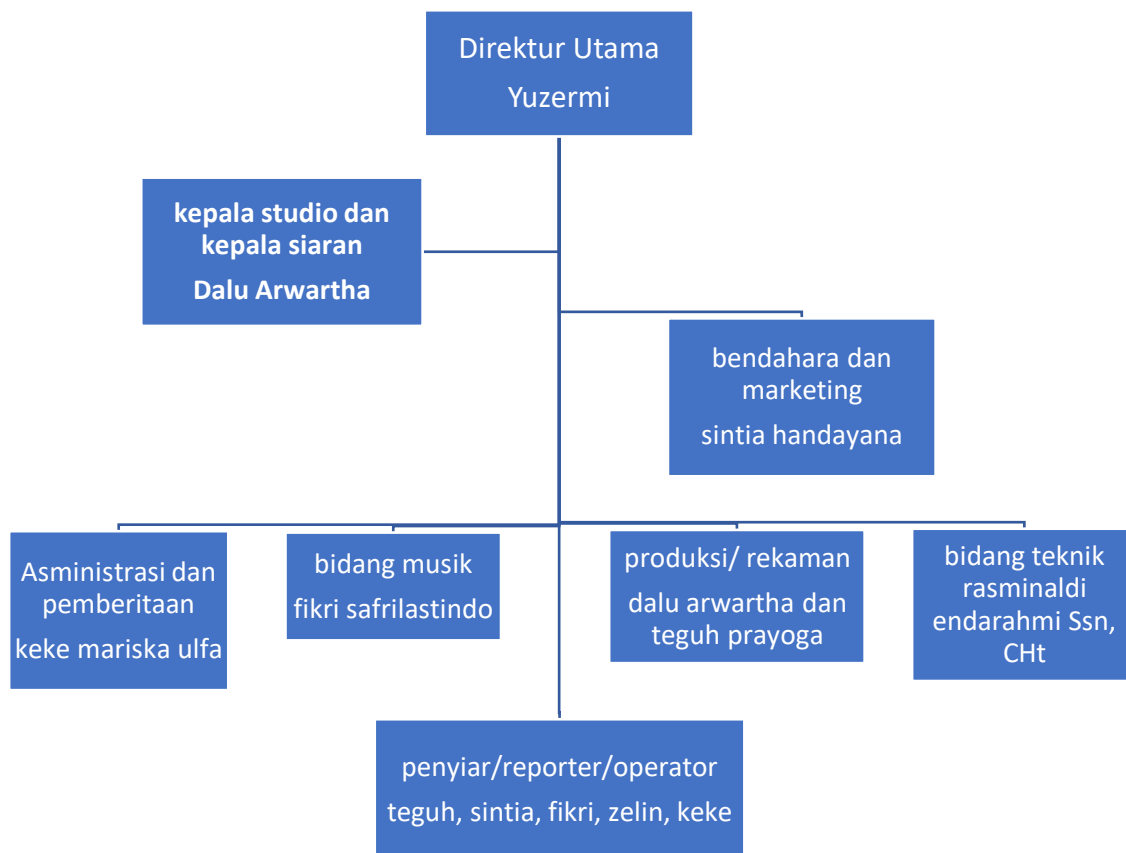 Direktur Utama
Yuzermi
kepala studio dan
kepala siaran
Dalu Arwartha
bendahara dan
marketing
sintia handayana
Asministrasi dan
pemberitaan
keke mariska ulfa
bidang musik
fikri safrilastindo
produksi/ rekaman
dalu arwartha dan
teguh prayoga
bidang teknik
rasminaldi
endarahmi Ssn,
CHt
penyiar/reporter/operator
teguh, sintia, fikri, zelin, keke